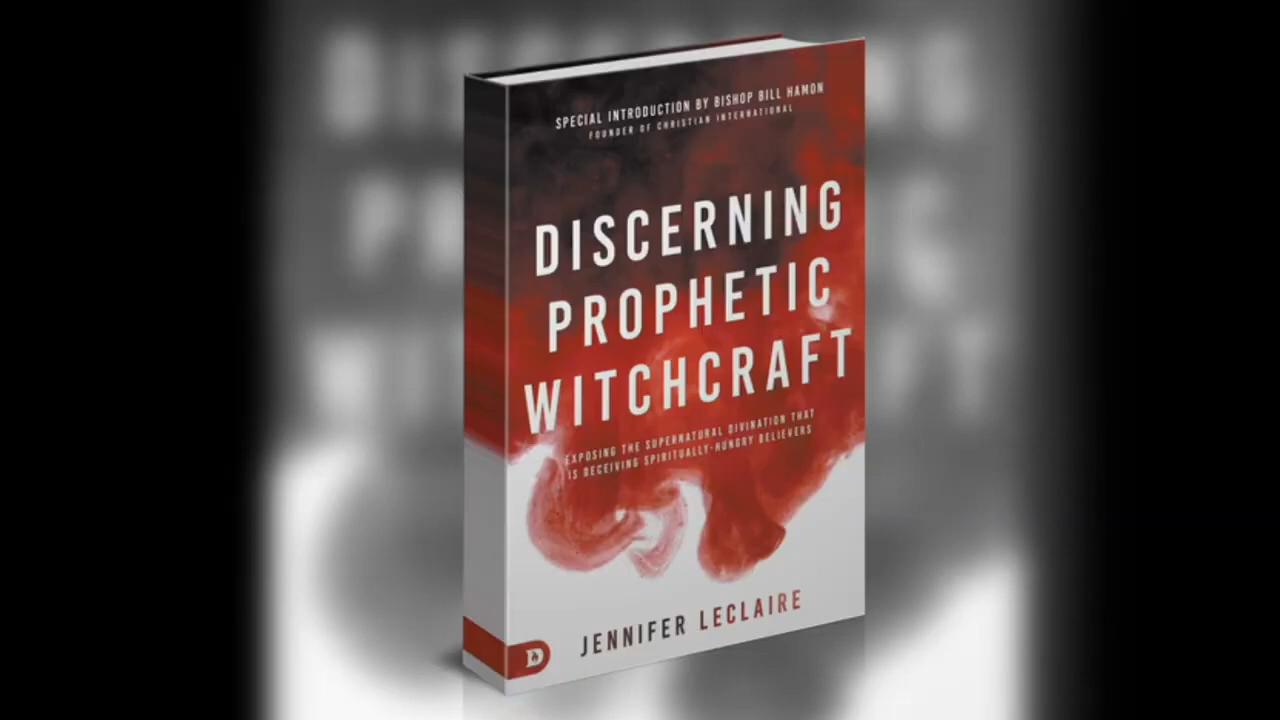 SPECIAL INTRODUCTION BY BISHOP BILL HAMON
FOUNDER OF CHRISTIAN INTERNATIONAL
DISCERNING
PROPHETIC
WITCHCRAFT
EXPOSING THE SUPERNATURAL DIVINATION THAT
IS DECEIVING SPIRITUALLY-HUNGRY BELIEVERS
JENNIFER LECLAIRE
D